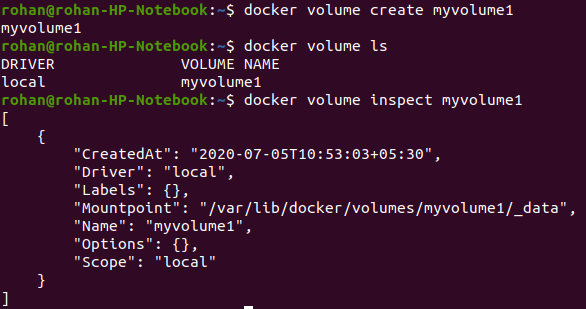 rohan@rohan-HP-Notebook:~$ docker volume create myvolume1
myvolume1
rohan@rohan-HP-Notebook:~$ docker volume ls
DRIVER              VOLUME NAME
local               myvolume1
rohan@rohan-HP-Notebook:~$ docker volume inspect myvolume1
[
    {
        "CreatedAt": "2020-07-05T10:53:03+05:30",
        "Driver": "local",
        "Labels": {},
        "Mountpoint": "/var/lib/docker/volumes/myvolume1/_data",
        "Name": "myvolume1",
        "Options": {},
        "Scope": "local"
    }
]